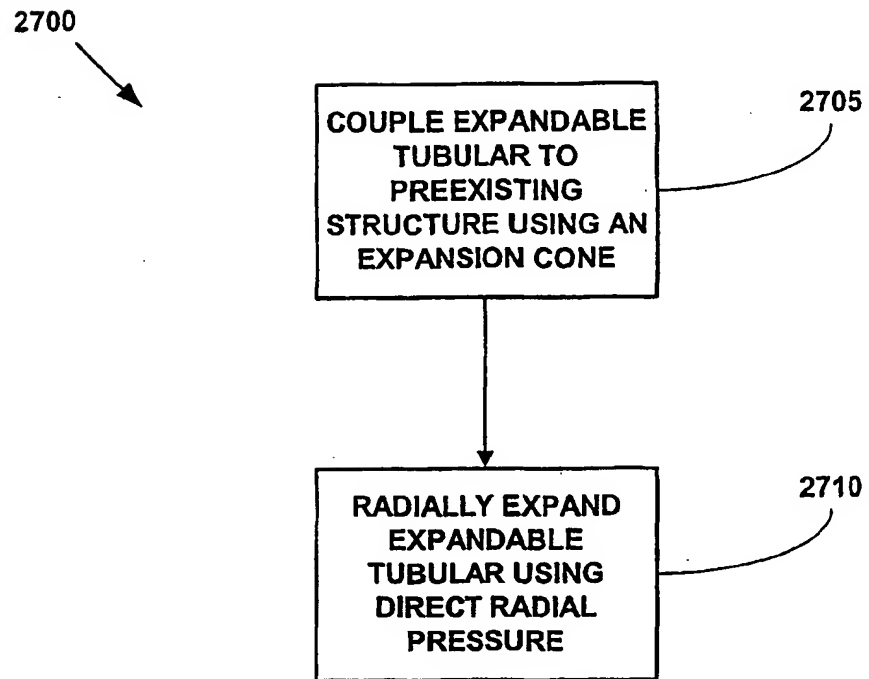 2700
2705
COUPLE EXPANDABLE
TUBULAR TO
PREEXISTING
STRUCTURE USING AN
EXPANSION CONE
2710
RADIALLY EXPAND
EXPANDABLE
TUBULAR USING
DIRECT RADIAL
PRESSURE